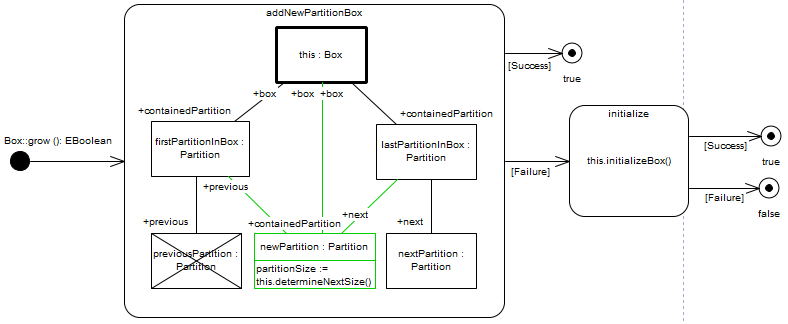 addNewPartitionBox
this : Box
+box
+box
+box
[Success]
true
+containedPartition
+containedPartition
initialize
Box::grow (): EBoolean
firstPartitionInBox :
Partition
lastPartitionInBox :
Partition
this.initializeBox()
[Success]
true
[Failure]
+previous
[Failure]
false
+previous
+containedPartition
+next
+next
previousPartition :
Partition
newPartition : Partition
partitionSize :=
this.determineNextSize()
nextPartition :
Partition